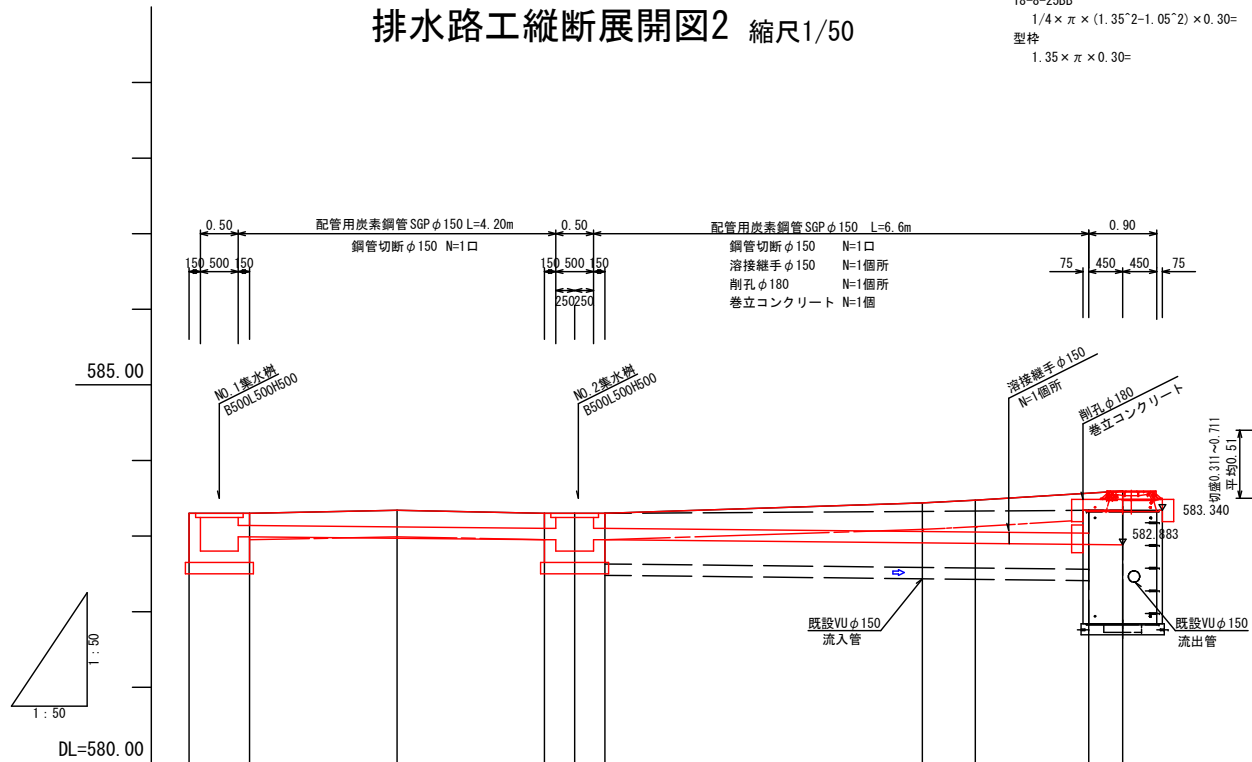 排水路工縦断展開図2 縮尺1/50
1/4×π×(1.35^2-1.05^2)×0.30=
型枠
1.35×π×0.30=
0.50
配管用炭素鋼管SGPφ150 L=4.20m
0.50
配管用炭素鋼管SGPφ150 L=6.6m
0.90
鋼管切断φ150 N=1口
鋼管切断φ150 N=1口
溶接継手φ150 N=1個所
削孔φ180 N=1個所
巻立コンクリート N=1個
150 500 150
150 500 150
250 250
75 450 450 75
585.00
NO.1集水桝
B500L500H500
NO.2集水桝
B500L500H500
溶接継手φ150
N=1個所
削孔φ180
巻立コンクリート
切盛0.311~0.711
平均0.51
583.340
582.883
既設VUφ150
流入管
既設VUφ150
流出管
1:50
1:50
DL=580.00